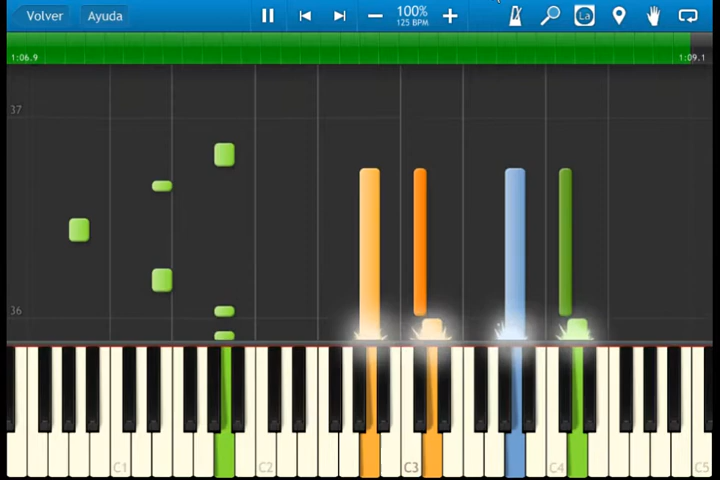 Volver Ayuda 100% La
125 BPM
1:06.9 1:09.1
37
36
C1 C2 C3 C4 C5